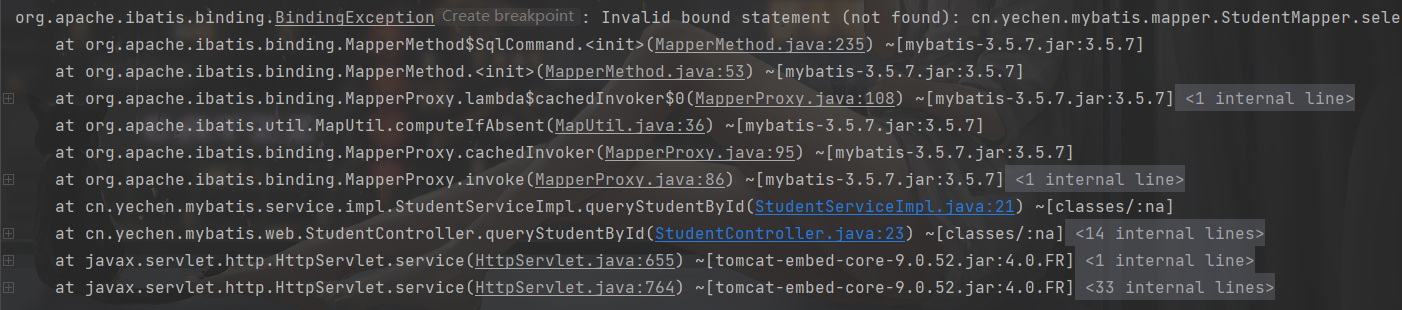 org.apache.ibatis.binding.BindingException Create breakpoint : Invalid bound statement (not found): cn.yechen.mybatis.mapper.StudentMapper.sele
at org.apache.ibatis.binding.MapperMethod$SqlCommand.<init>(MapperMethod.java:235) ~[mybatis-3.5.7.jar:3.5.7]
at org.apache.ibatis.binding.MapperMethod.<init>(MapperMethod.java:53) ~[mybatis-3.5.7.jar:3.5.7]
at org.apache.ibatis.binding.MapperProxy.lambda$cachedInvoker$0(MapperProxy.java:108) ~[mybatis-3.5.7.jar:3.5.7] <1 internal line>
at org.apache.ibatis.util.MapUtil.computeIfAbsent(MapUtil.java:36) ~[mybatis-3.5.7.jar:3.5.7]
at org.apache.ibatis.binding.MapperProxy.cachedInvoker(MapperProxy.java:95) ~[mybatis-3.5.7.jar:3.5.7]
at org.apache.ibatis.binding.MapperProxy.invoke(MapperProxy.java:86) ~[mybatis-3.5.7.jar:3.5.7] <1 internal line>
at cn.yechen.mybatis.service.impl.StudentServiceImpl.queryStudentById(StudentServiceImpl.java:21) ~[classes/:na]
at cn.yechen.mybatis.web.StudentController.queryStudentById(StudentController.java:23) ~[classes/:na] <14 internal lines>
at javax.servlet.http.HttpServlet.service(HttpServlet.java:655) ~[tomcat-embed-core-9.0.52.jar:4.0.FR] <1 internal line>
at javax.servlet.http.HttpServlet.service(HttpServlet.java:764) ~[tomcat-embed-core-9.0.52.jar:4.0.FR] <33 internal lines>